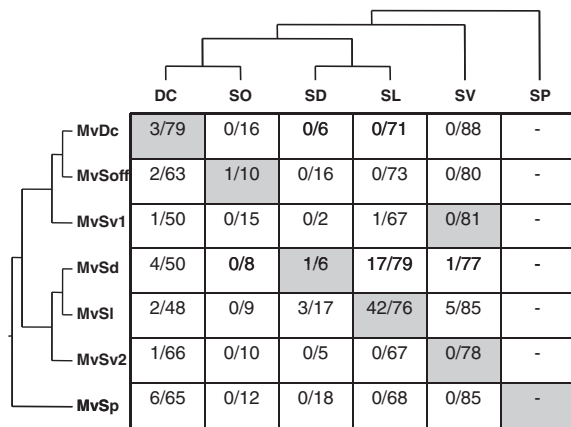 DC SO SD SL SV SP
MvDc 3/79 0/16 0/6 0/71 0/88 -
MvSoff 2/63 1/10 0/16 0/73 0/80 -
MvSv1 1/50 0/15 0/2 1/67 0/81 -
MvSd 4/50 0/8 1/6 17/79 1/77 -
MvSl 2/48 0/9 3/17 42/76 5/85 -
MvSv2 1/66 0/10 0/5 0/67 0/78 -
MvSp 6/65 0/12 0/18 0/68 0/85 -